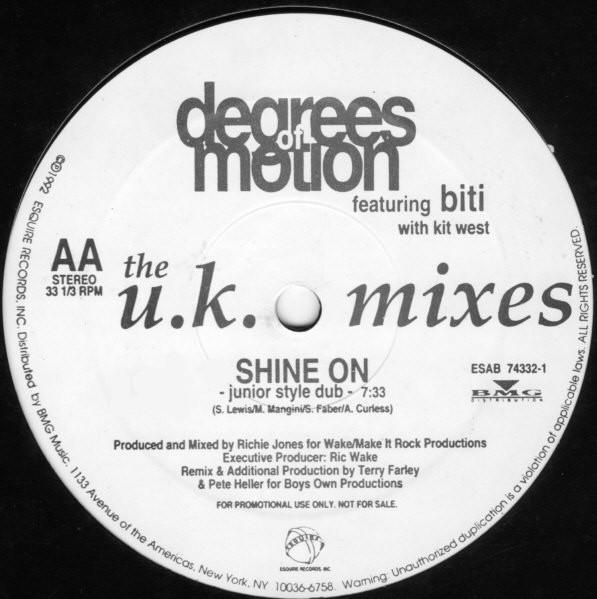 degrees
of
motion
featuring biti
with kit west
AA
STEREO
33 1/3 RPM
the
u.k. mixes
SHINE ON
- junior style dub - 7:33
(S. Lewis/M. Mangini/S. Faber/A. Curless)
ESAB 74332-1
BMG
DISTRIBUTION
Produced and Mixed by Richie Jones for Wake/Make It Rock Productions
Executive Producer: Ric Wake
Remix & Additional Production by Terry Farley
& Pete Heller for Boys Own Productions
FOR PROMOTIONAL USE ONLY. NOT FOR SALE.
ESQUIRE
ESQUIRE RECORDS INC
©℗1992 ESQUIRE RECORDS, INC. Distributed by BMG Music. 1133 Avenue of the Americas, New York, NY 10036-6758. Warning: Unauthorized duplication is a violation of applicable laws. ALL RIGHTS RESERVED.